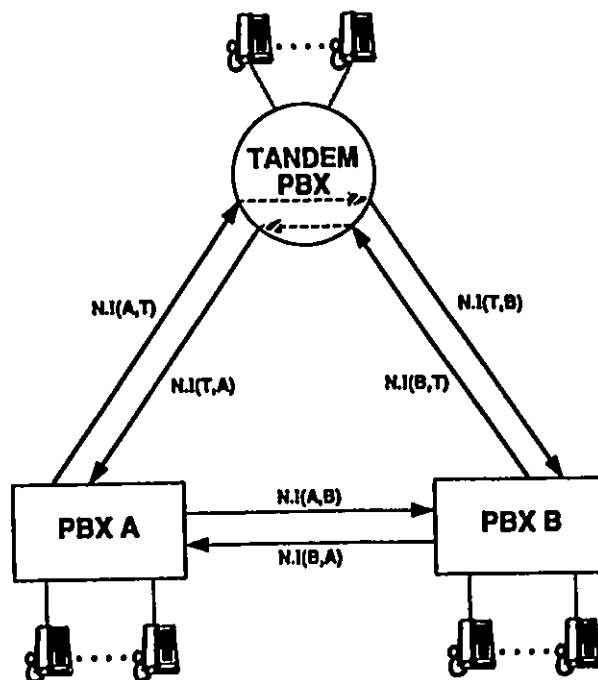 TANDEM
PBX
N.I(A,T)
N.I(T,B)
N.I(T,A)
N.I(B,T)
PBX A
N.I(A,B)
PBX B
N.I(B,A)